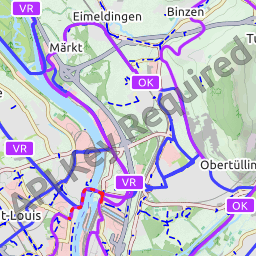 VR
Eimeldingen
Binzen
Märkt
OK
API Key Required
VR
Obertüllin
VR
OK
t-Louis